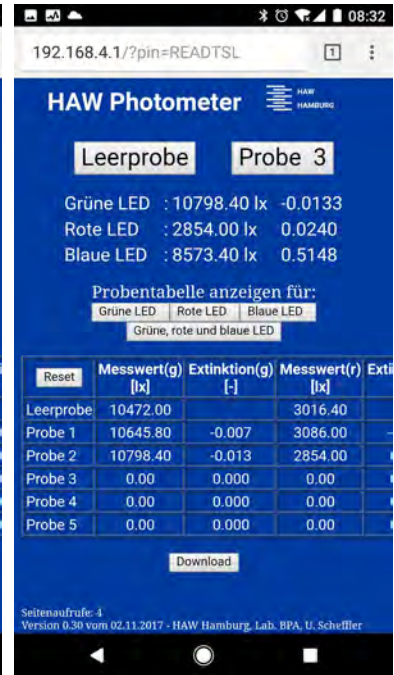 08:32
192.168.4.1/?pin=READTSL 1
HAW Photometer HAW HAMBURG
Leerprobe Probe 3
Grüne LED : 10798.40 lx -0.0133
Rote LED : 2854.00 lx 0.0240
Blaue LED : 8573.40 lx 0.5148
Probentabelle anzeigen für:
Grüne LED Rote LED Blaue LED
Grüne, rote und blaue LED
Reset Messwert(g) [lx] Extinktion(g) [-] Messwert(r) [lx]
Leerprobe 10472.00 3016.40
Probe 1 10645.80 -0.007 3086.00
Probe 2 10798.40 -0.013 2854.00
Probe 3 0.00 0.000 0.00
Probe 4 0.00 0.000 0.00
Probe 5 0.00 0.000 0.00
Download
Seitenaufrufe: 4
Version 0.30 vom 02.11.2017 - HAW Hamburg, Lab. BPA, U. Scheffler